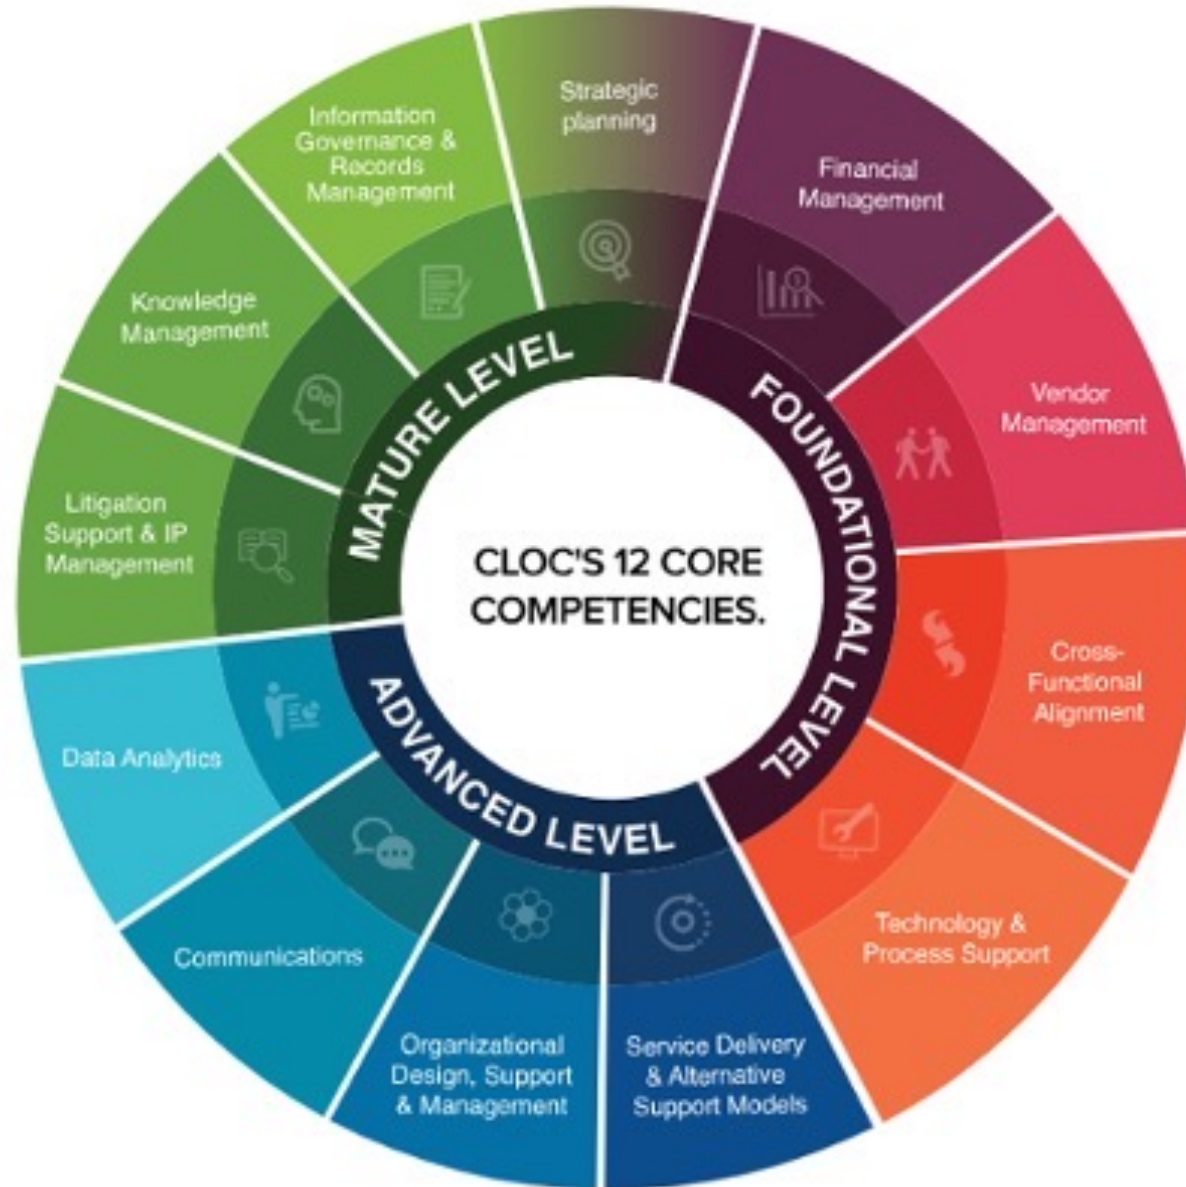 CLOC'S 12 CORE
COMPETENCIES.
FOUNDATIONAL LEVEL
Financial
Management
Vendor
Management
Cross-
Functional
Alignment
Technology &
Process Support
ADVANCED LEVEL
Service Delivery
& Alternative
Support Models
Organizational
Design, Support
& Management
Communications
Data Analytics
MATURE LEVEL
Litigation
Support & IP
Management
Knowledge
Management
Information
Governance &
Records
Management
Strategic
planning